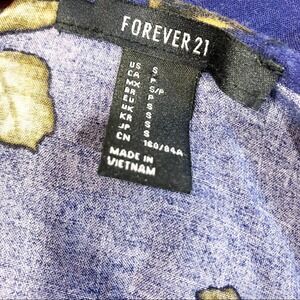 FOREVER 21
US S
CA P
MX S/P
BR P
EU S
UK S
KR S
JP S
CN 160/84A
MADE IN
VIETNAM